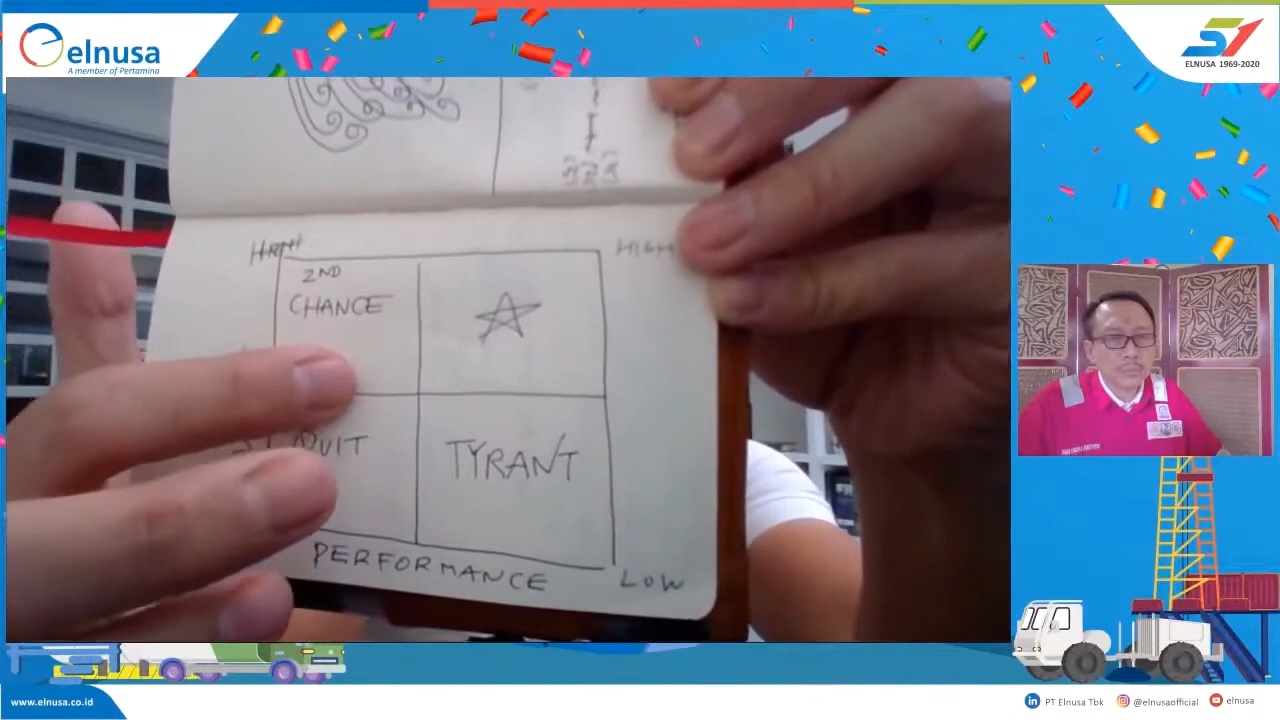 elnusa
A member of Pertamina
ELNUSA 1969-2020
HIGH
HIGH
2ND
CHANCE
QUIT
TYRANT
PERFORMANCE
LOW
www.elnusa.co.id
PT Elnusa Tbk
@elnusaofficial
elnusa